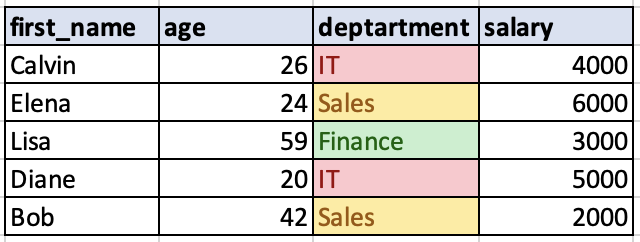 first_name age deptartment salary
Calvin 26 IT 4000
Elena 24 Sales 6000
Lisa 59 Finance 3000
Diane 20 IT 5000
Bob 42 Sales 2000